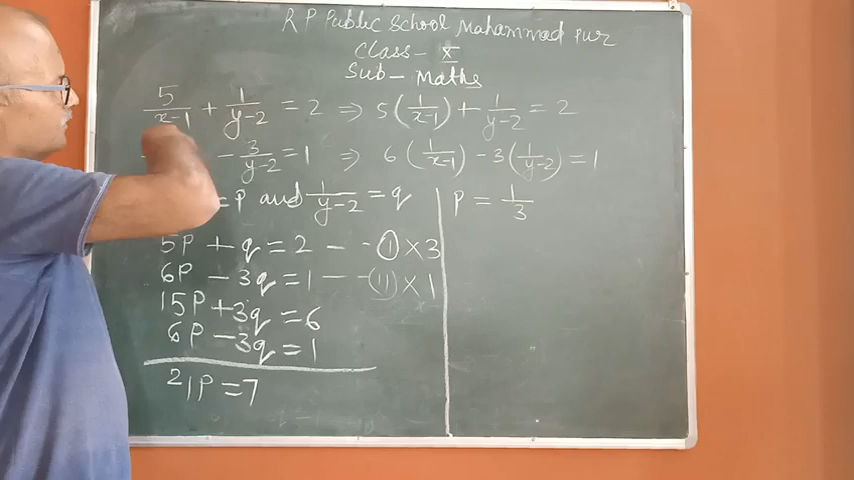 R P Public School Mahammad pur
Class - X
Sub - Maths
5/(x-1) + 1/(y-2) = 2 ⇒ 5(1/(x-1)) + 1/(y-2) = 2
- 3/(y-2) = 1 ⇒ 6(1/(x-1)) - 3(1/(y-2)) = 1
= P and 1/(y-2) = q
5P + q = 2 - - (I) × 3
6P - 3q = 1 - - (II) × 1
15P + 3q = 6
6P - 3q = 1
21P = 7
P = 1/3